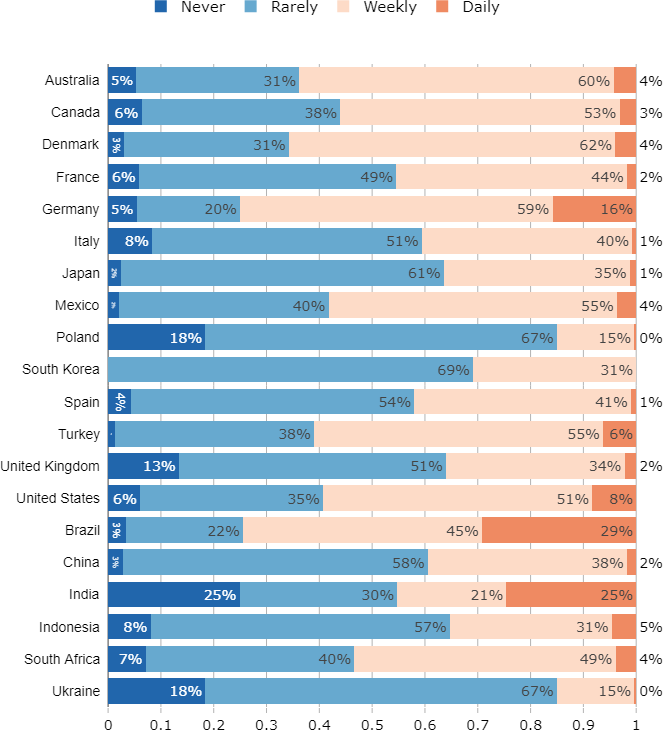 Never Rarely Weekly Daily
Australia 5% 31% 60% 4%
Canada 6% 38% 53% 3%
Denmark 3% 31% 62% 4%
France 6% 49% 44% 2%
Germany 5% 20% 59% 16%
Italy 8% 51% 40% 1%
Japan 2% 61% 35% 1%
Mexico 40% 55% 4%
Poland 18% 67% 15% 0%
South Korea 69% 31%
Spain 4% 54% 41% 1%
Turkey 38% 55% 6%
United Kingdom 13% 51% 34% 2%
United States 6% 35% 51% 8%
Brazil 3% 22% 45% 29%
China 3% 58% 38% 2%
India 25% 30% 21% 25%
Indonesia 8% 57% 31% 5%
South Africa 7% 40% 49% 4%
Ukraine 18% 67% 15% 0%
0 0.1 0.2 0.3 0.4 0.5 0.6 0.7 0.8 0.9 1